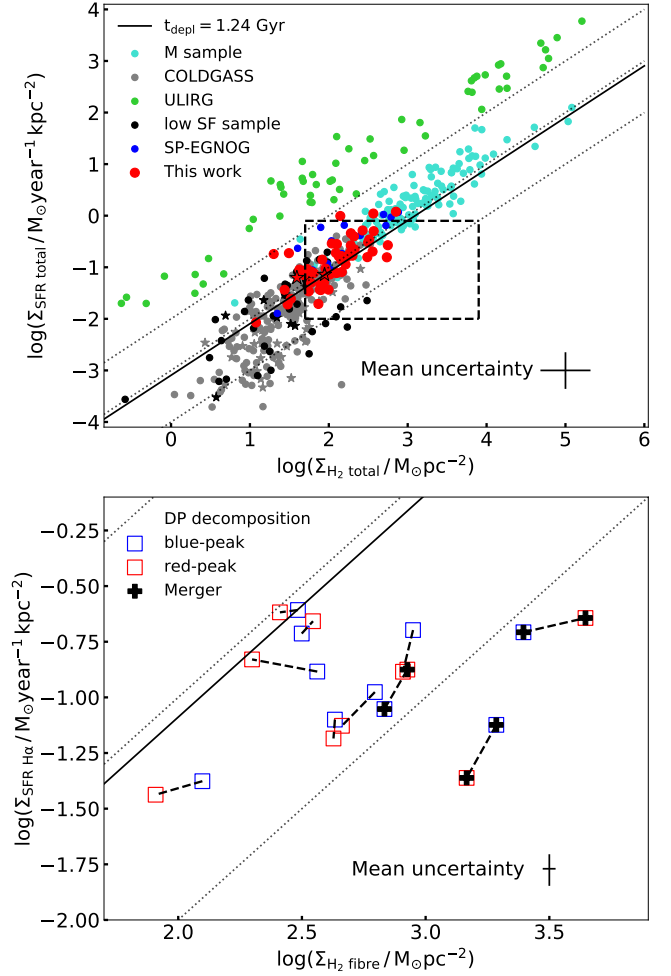 t_depl = 1.24 Gyr
M sample
COLDGASS
ULIRG
low SF sample
SP-EGNOG
This work
Mean uncertainty
log(Σ_SFR total / M⊙ year⁻¹ kpc⁻²)
4
3
2
1
0
−1
−2
−3
−4
0
1
2
3
4
5
6
log(Σ_H₂ total / M⊙ pc⁻²)
DP decomposition
blue-peak
red-peak
Merger
Mean uncertainty
log(Σ_SFR Hα / M⊙ year⁻¹ kpc⁻²)
−0.25
−0.50
−0.75
−1.00
−1.25
−1.50
−1.75
−2.00
2.0
2.5
3.0
3.5
log(Σ_H₂ fibre / M⊙ pc⁻²)